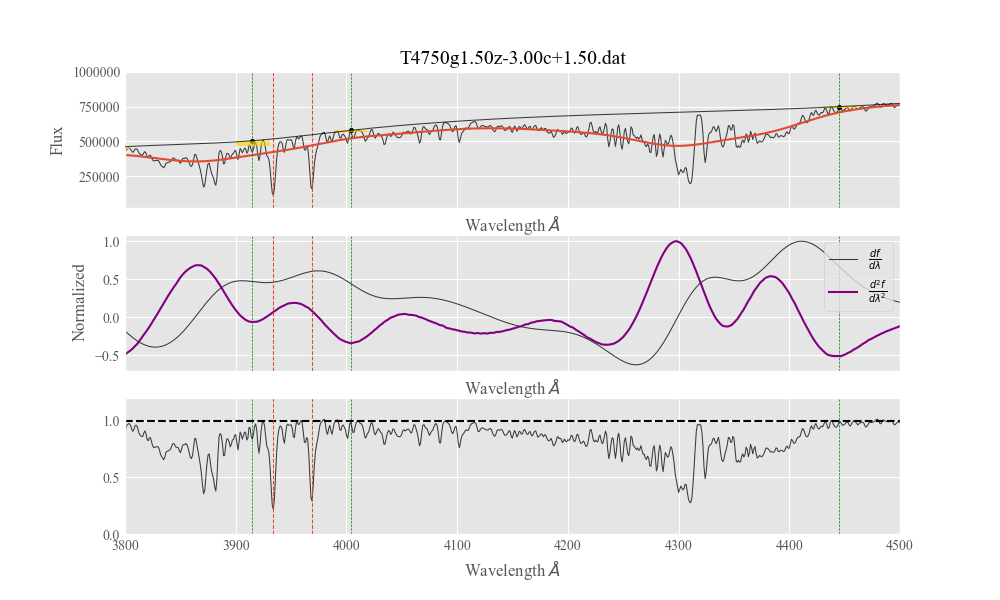 T4750g1.50z-3.00c+1.50.dat
1000000
750000
500000
250000
Flux
Wavelength Å
1.0
0.5
0.0
−0.5
Normalized
df
dλ
d²f
dλ²
Wavelength Å
1.0
0.5
0.0
3800 3900 4000 4100 4200 4300 4400 4500
Wavelength Å